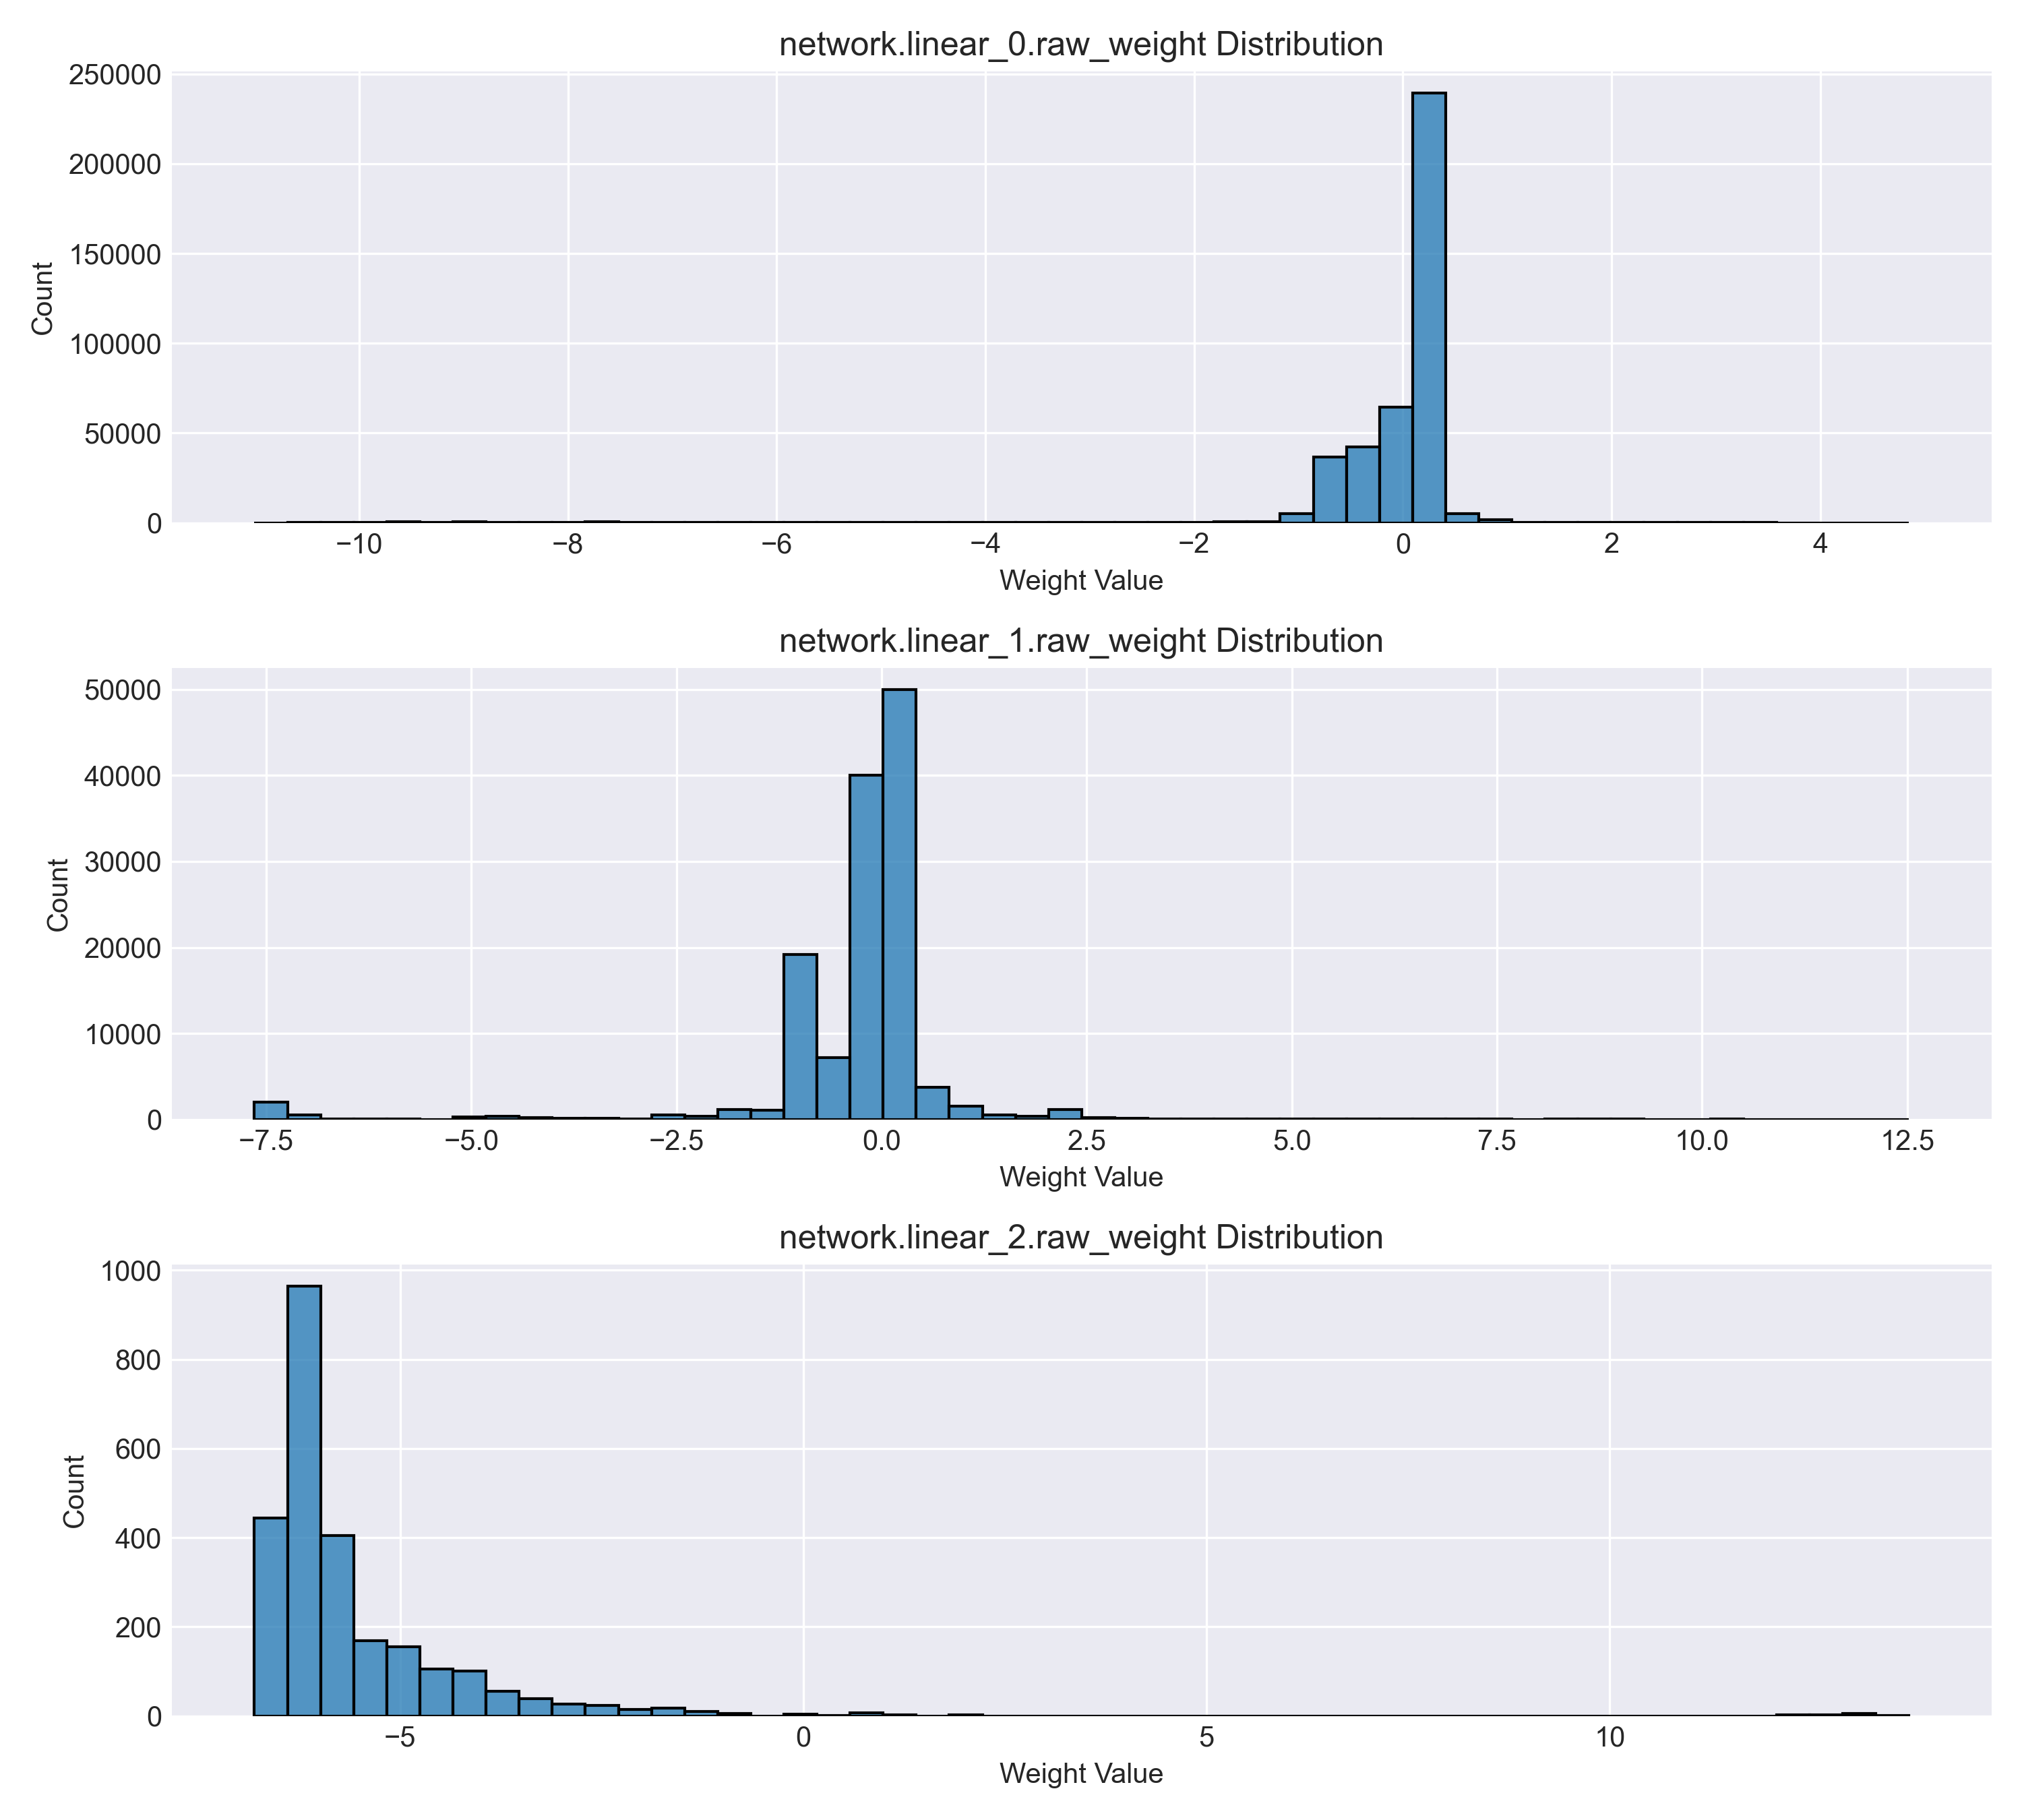 network.linear_0.raw_weight Distribution
250000
200000
150000
100000
50000
0
Count
−10 −8 −6 −4 −2 0 2 4
Weight Value
network.linear_1.raw_weight Distribution
50000
40000
30000
20000
10000
0
Count
−7.5 −5.0 −2.5 0.0 2.5 5.0 7.5 10.0 12.5
Weight Value
network.linear_2.raw_weight Distribution
1000
800
600
400
200
0
Count
−5 0 5 10
Weight Value